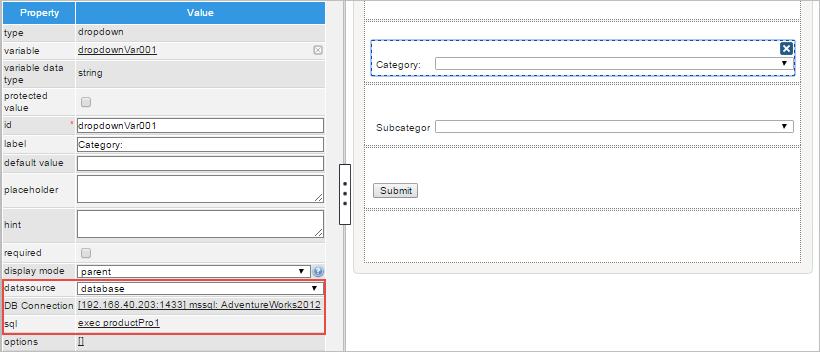 Property Value
type dropdown
variable dropdownVar001
variable data type string
protected value
id * dropdownVar001
label Category:
default value
placeholder
hint
required
display mode parent
datasource database
DB Connection [192.168.40.203:1433] mssql: AdventureWorks2012
sql exec productPro1
options []
Category:
Subcategor
Submit